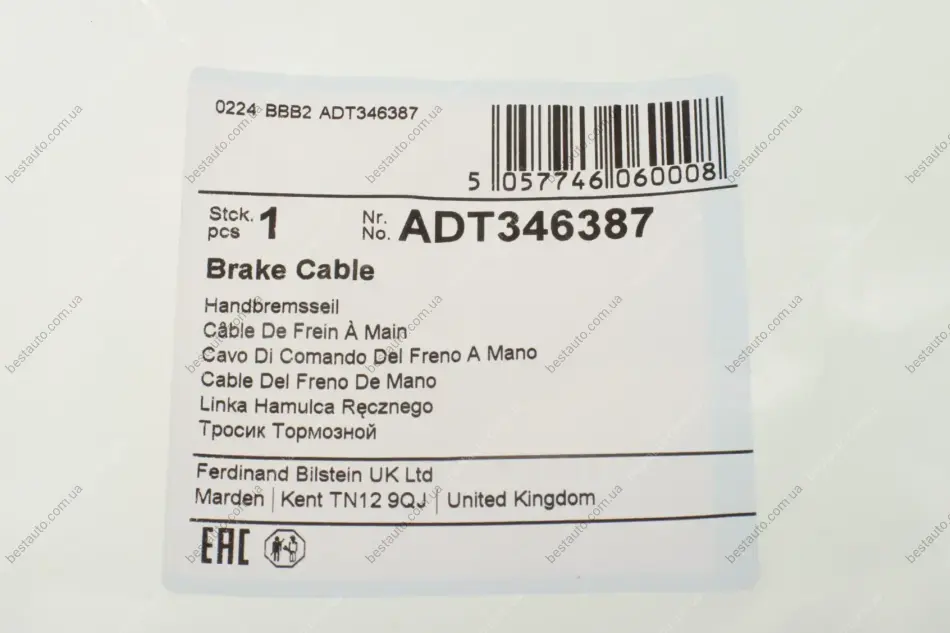 0224 BBB2 ADT346387
5 057746 060008
Stck. pcs 1 Nr. No. ADT346387
Brake Cable
Handbremsseil
Câble De Frein À Main
Cavo Di Comando Del Freno A Mano
Cable Del Freno De Mano
Linka Hamulca Ręcznego
Тросик Тормозной
Ferdinand Bilstein UK Ltd
Marden | Kent TN12 9QJ | United Kingdom
EAC
bestauto.com.ua